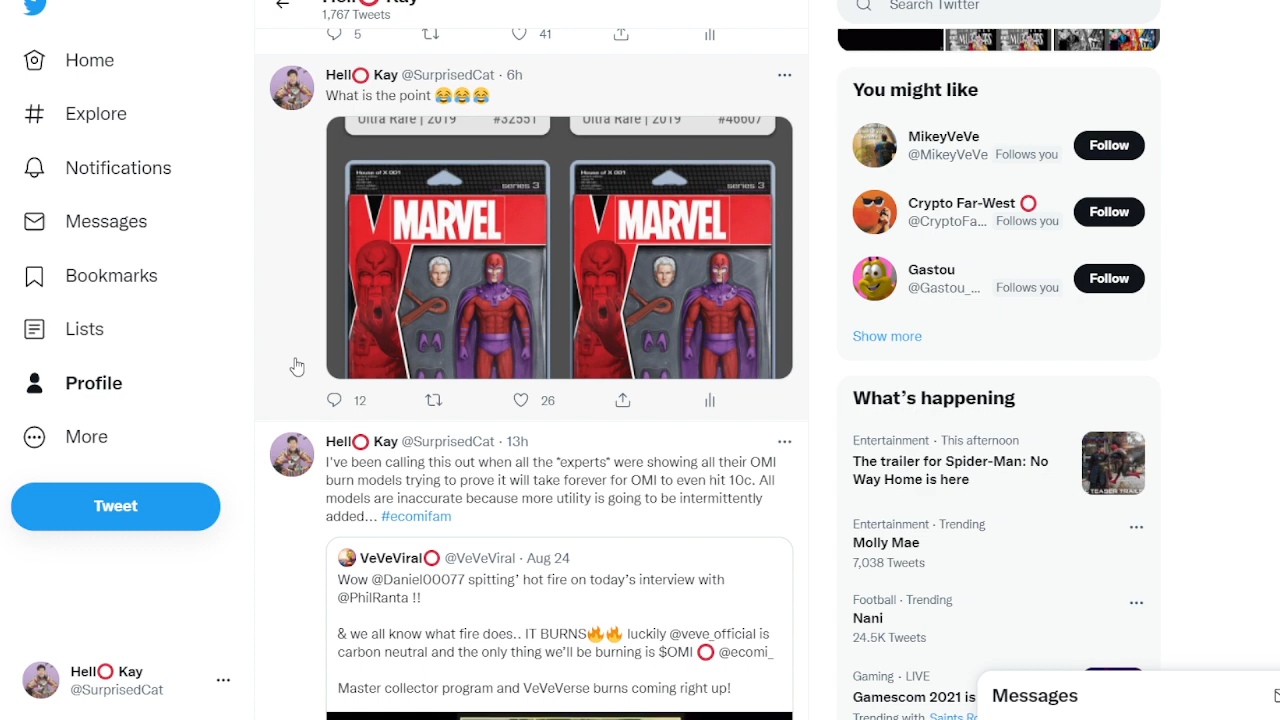 Home
Explore
Notifications
Messages
Bookmarks
Lists
Profile
More
Tweet
Hell⭕ Kay
@SurprisedCat
Hell⭕ Kay
1,767 Tweets
5
41
Hell⭕ Kay @SurprisedCat · 6h
What is the point 😂😂😂
Ultra Rare | 2019 #32551
Ultra Rare | 2019 #46607
House of X 001
series 3
MARVEL
House of X 001
series 3
MARVEL
12
26
Hell⭕ Kay @SurprisedCat · 13h
I've been calling this out when all the *experts* were showing all their OMI
burn models trying to prove it will take forever for OMI to even hit 10c. All
models are inaccurate because more utility is going to be intermittently
added... #ecomifam
VeVeViral⭕ @VeVeViral · Aug 24
Wow @Daniel00077 spitting' hot fire on today's interview with
@PhilRanta !!
& we all know what fire does.. IT BURNS🔥🔥 luckily @veve_official is
carbon neutral and the only thing we'll be burning is $OMI ⭕ @ecomi_
Master collector program and VeVeVerse burns coming right up!
Search Twitter
You might like
MikeyVeVe
@MikeyVeVe Follows you
Follow
Crypto Far-West ⭕
@CryptoFa... Follows you
Follow
Gastou
@Gastou_... Follows you
Follow
Show more
What's happening
Entertainment · This afternoon
The trailer for Spider-Man: No
Way Home is here
TEASER TRAIL
Entertainment · Trending
Molly Mae
7,038 Tweets
Football · Trending
Nani
24.5K Tweets
Gaming · LIVE
Gamescom 2021 is
Trending with Saints Ro
Messages